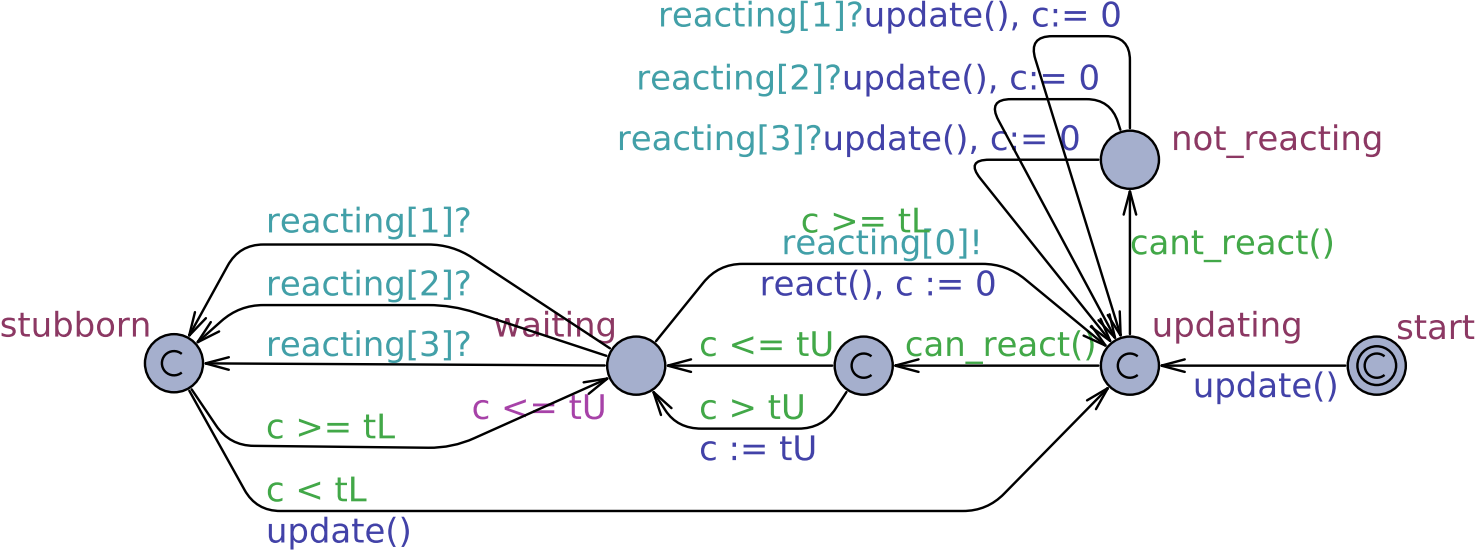 reacting[1]?update(), c:= 0
reacting[2]?update(), c:= 0
reacting[3]?update(), c:= 0
not_reacting
reacting[1]?
c >= tL
reacting[0]!
cant_react()
reacting[2]?
react(), c := 0
stubborn
waiting
updating
start
reacting[3]?
c <= tU
can_react()
C
C
C
C
update()
c <= tU
c > tU
c >= tL
c := tU
c < tL
update()